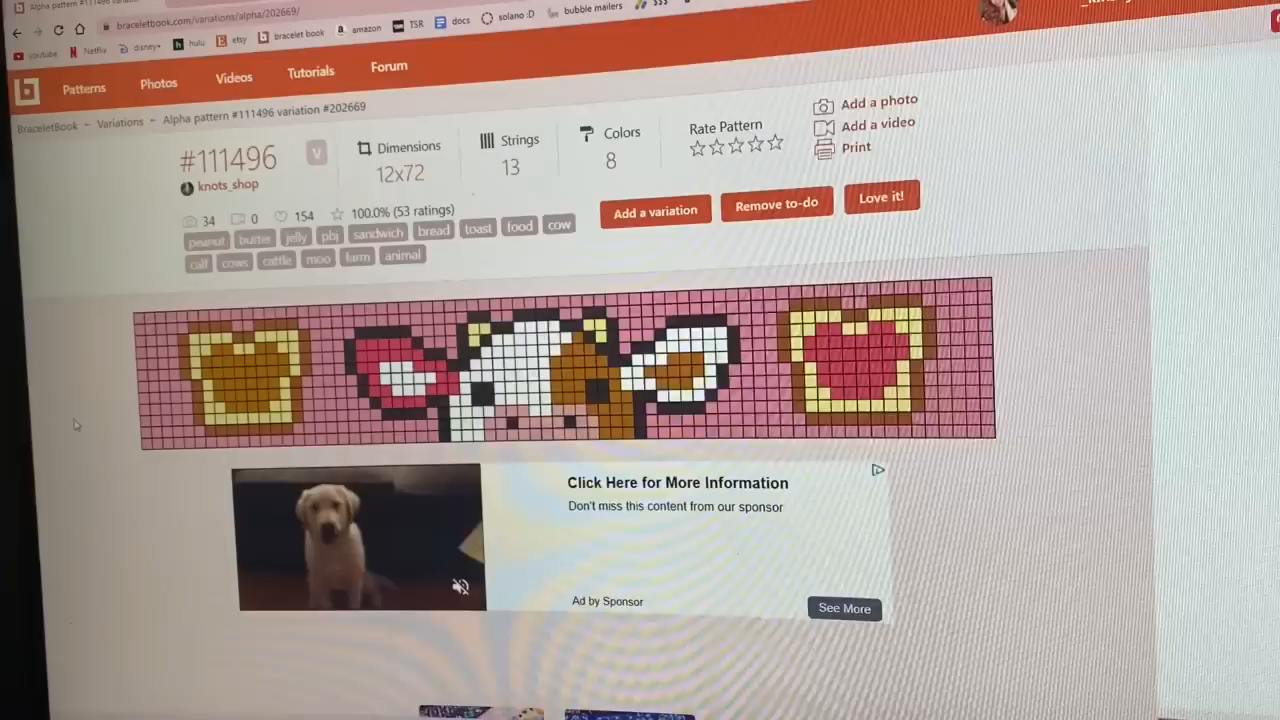 Alpha pattern #111496 variat
braceletbook.com/variations/alpha/202669/
youtube Netflix disney+ hulu etsy bracelet book amazon TSR docs solano :D bubble mailers $$$
Patterns Photos Videos Tutorials Forum
BraceletBook ← Variations ← Alpha pattern #111496 variation #202669
#111496 V
knots_shop
Dimensions
12x72
Strings
13
Colors
8
Rate Pattern
Add a photo
Add a video
Print
34 0 154 100.0% (53 ratings)
peanut butter jelly pbj sandwich bread toast food cow
calf cows cattle moo farm animal
Add a variation Remove to-do Love it!
Click Here for More Information
Don't miss this content from our sponsor
Ad by Sponsor
See More